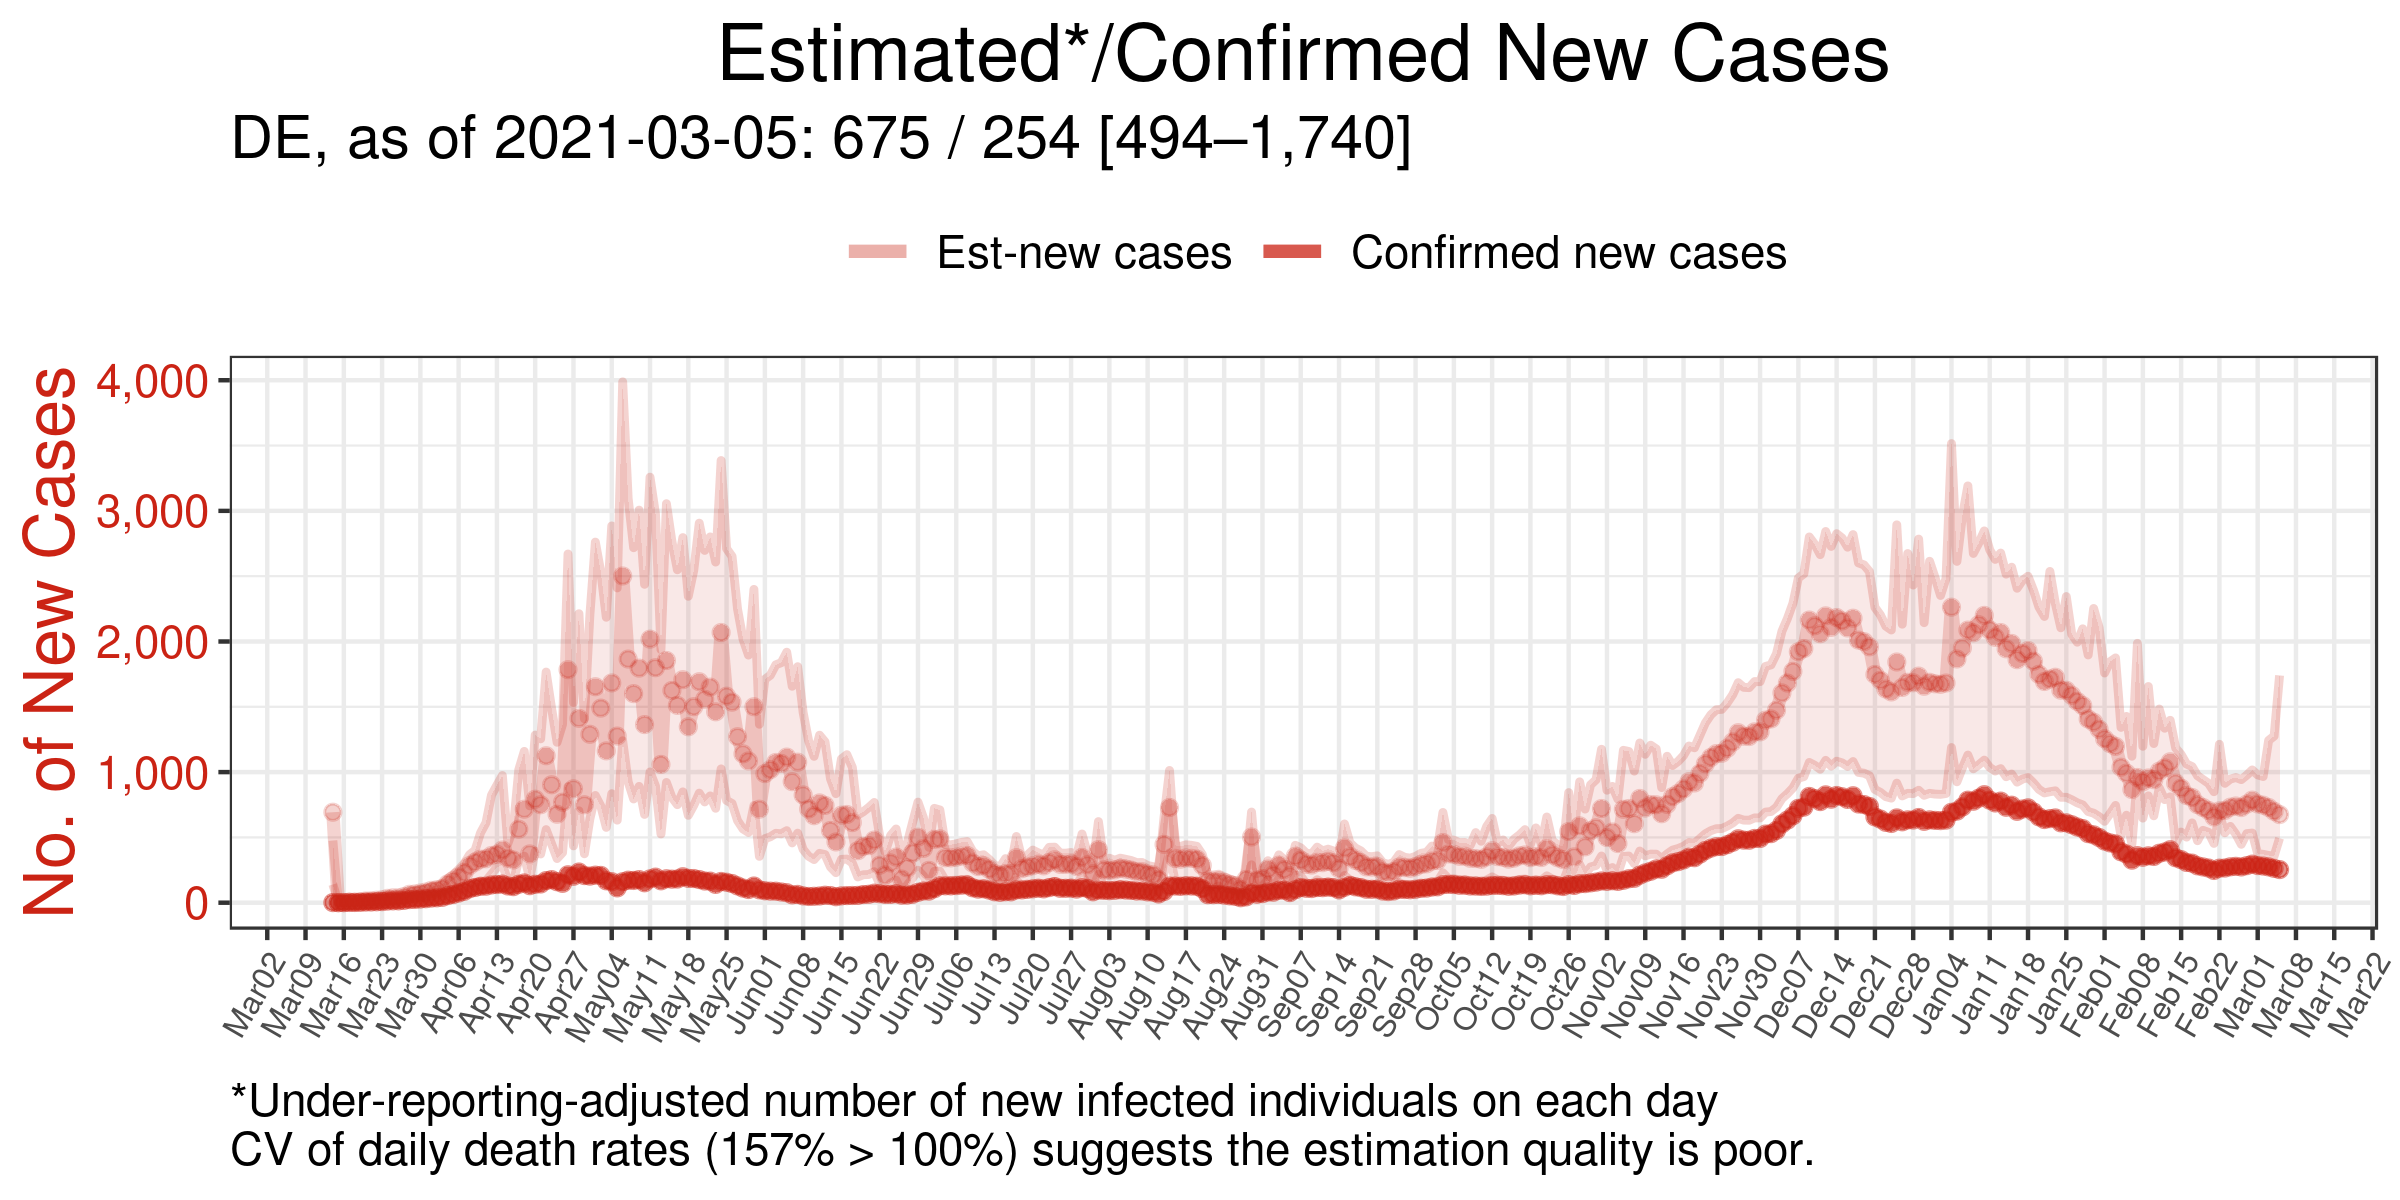 Estimated*/Confirmed New Cases
DE, as of 2021-03-05: 675 / 254 [494–1,740]
Est-new cases Confirmed new cases
No. of New Cases
4,000
3,000
2,000
1,000
0
Mar02 Mar09 Mar16 Mar23 Mar30 Apr06 Apr13 Apr20 Apr27 May04 May11 May18 May25 Jun01 Jun08 Jun15 Jun22 Jun29 Jul06 Jul13 Jul20 Jul27 Aug03 Aug10 Aug17 Aug24 Aug31 Sep07 Sep14 Sep21 Sep28 Oct05 Oct12 Oct19 Oct26 Nov02 Nov09 Nov16 Nov23 Nov30 Dec07 Dec14 Dec21 Dec28 Jan04 Jan11 Jan18 Jan25 Feb01 Feb08 Feb15 Feb22 Mar01 Mar08 Mar15 Mar22
*Under-reporting-adjusted number of new infected individuals on each day
CV of daily death rates (157% > 100%) suggests the estimation quality is poor.